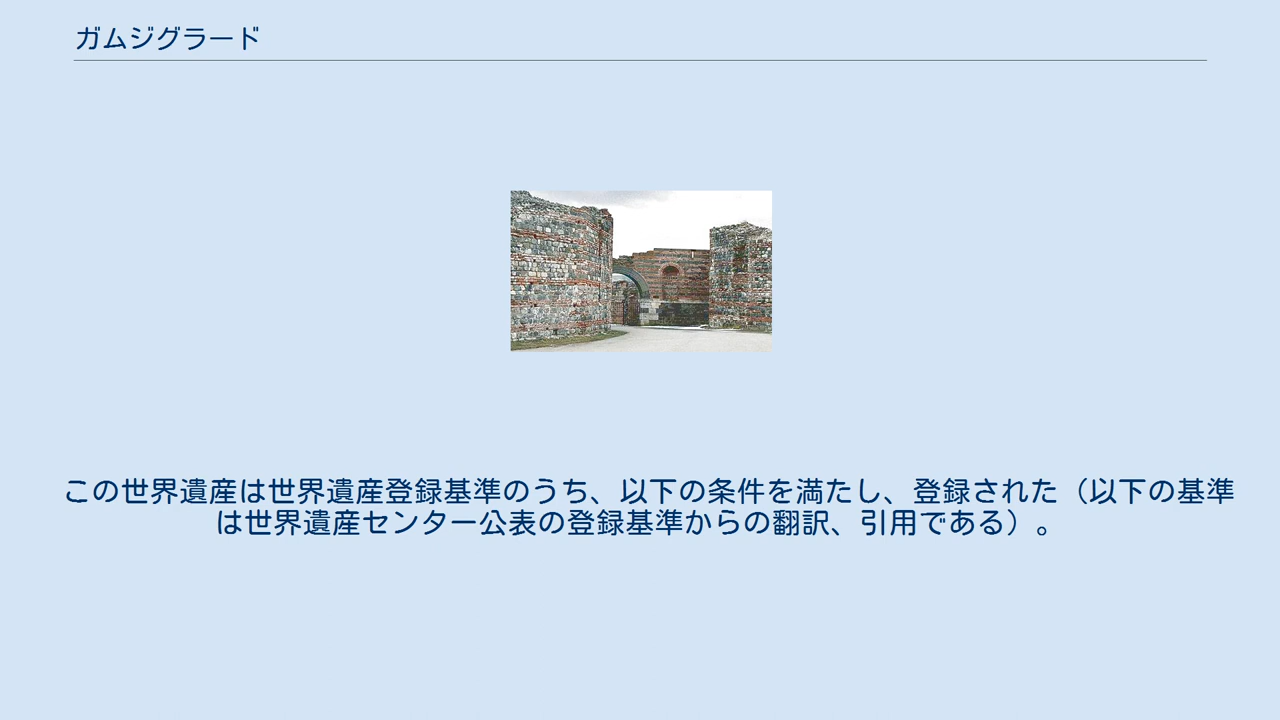 ガムジグラード
この世界遺産は世界遺産登録基準のうち、以下の条件を満たし、登録された（以下の基準
は世界遺産センター公表の登録基準からの翻訳、引用である）。